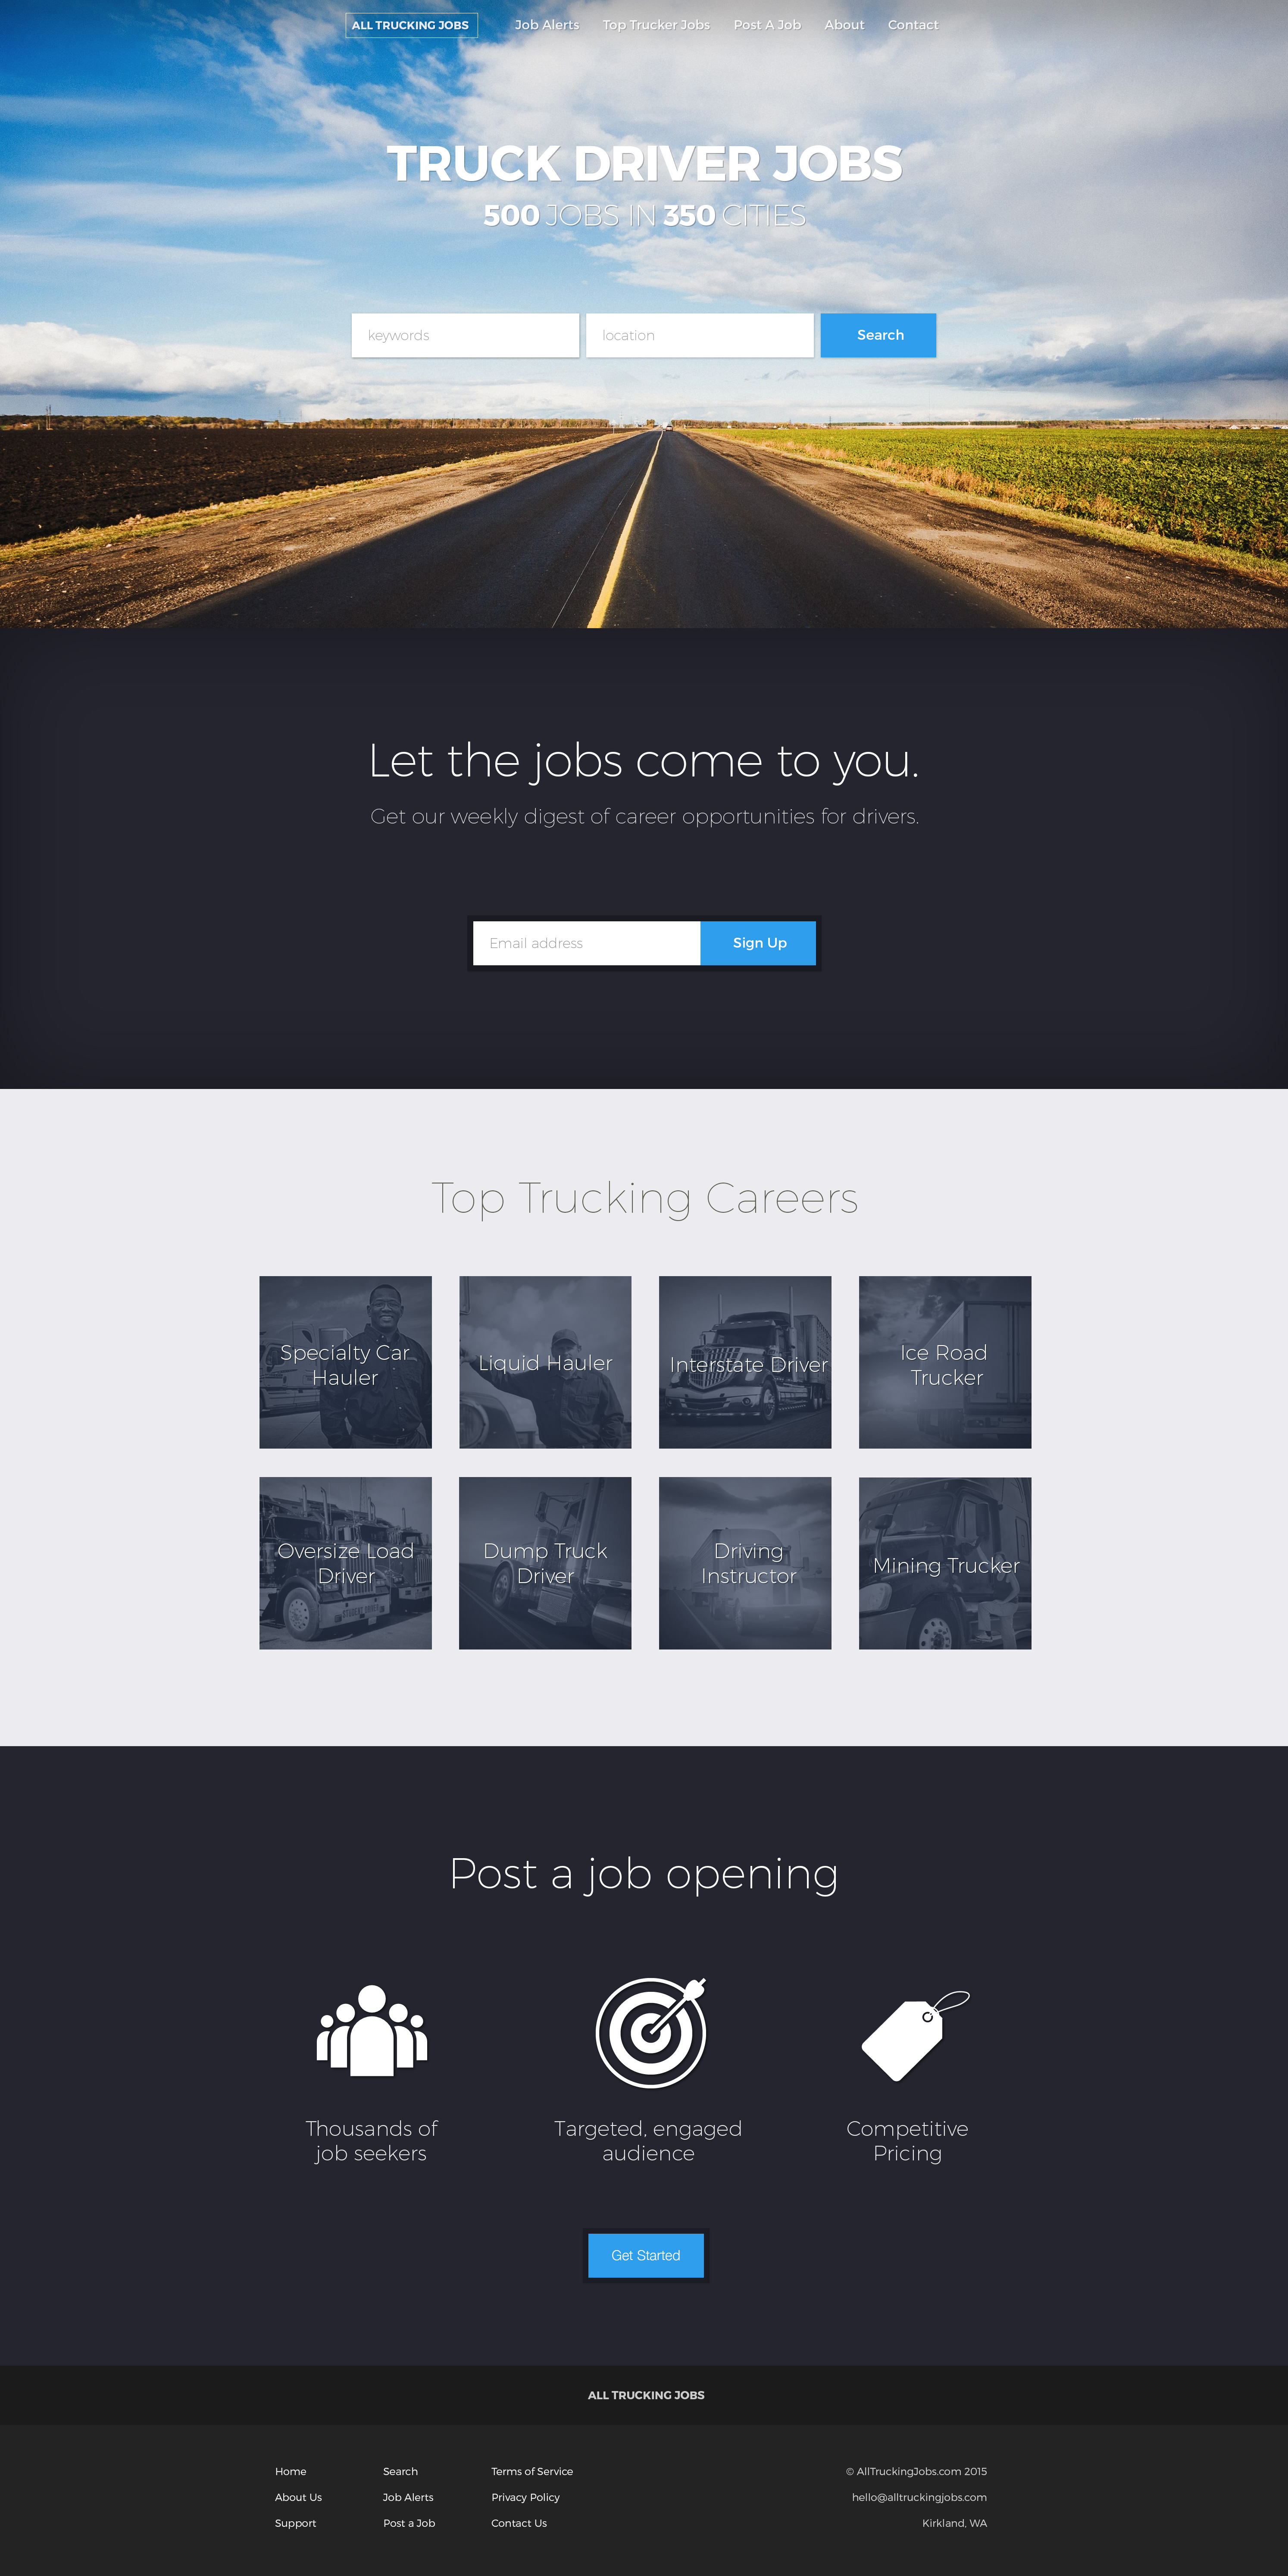 ALL TRUCKING JOBS
Job Alerts
Top Trucker Jobs
Post A Job
About
Contact
TRUCK DRIVER JOBS
500 JOBS IN 350 CITIES
keywords
location
Search
Let the jobs come to you.
Get our weekly digest of career opportunities for drivers.
Email address
Sign Up
Top Trucking Careers
Specialty Car
Hauler
Liquid Hauler
Interstate Driver
Ice Road
Trucker
Oversize Load
Driver
STUDENT DRIVER
Dump Truck
Driver
Driving
Instructor
Mining Trucker
Post a job opening
Thousands of
job seekers
Targeted, engaged
audience
Competitive
Pricing
Get Started
ALL TRUCKING JOBS
Home
About Us
Support
Search
Job Alerts
Post a Job
Terms of Service
Privacy Policy
Contact Us
© AllTruckingJobs.com 2015
hello@alltruckingjobs.com
Kirkland, WA